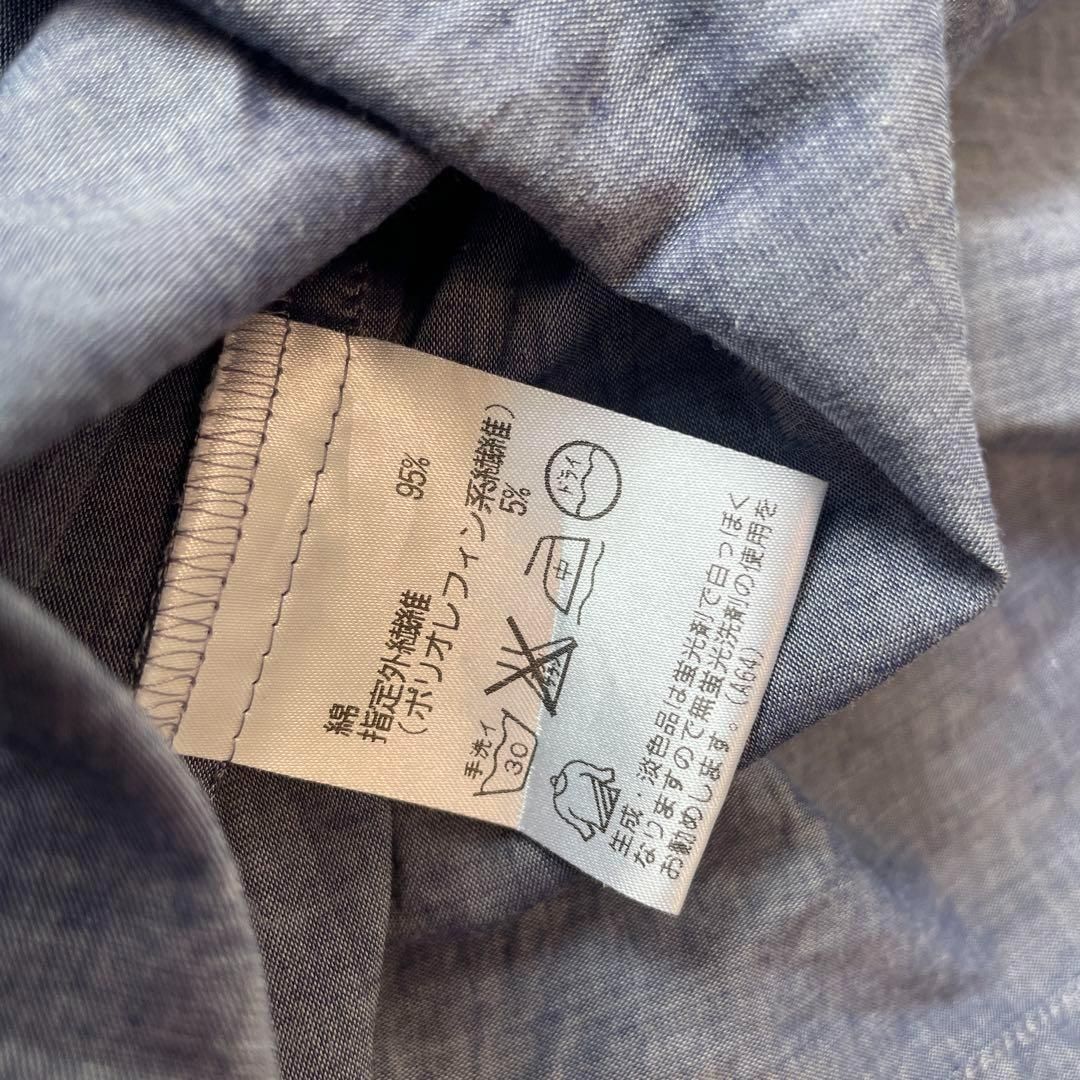 綿 95%
指定外繊維
(ポリオレフィン系繊維)
5%
手洗イ
30
中
ドライ
生成・淡色品は蛍光剤で白っぽく
なりますので無蛍光洗剤の使用を
お勧めします。(A64)